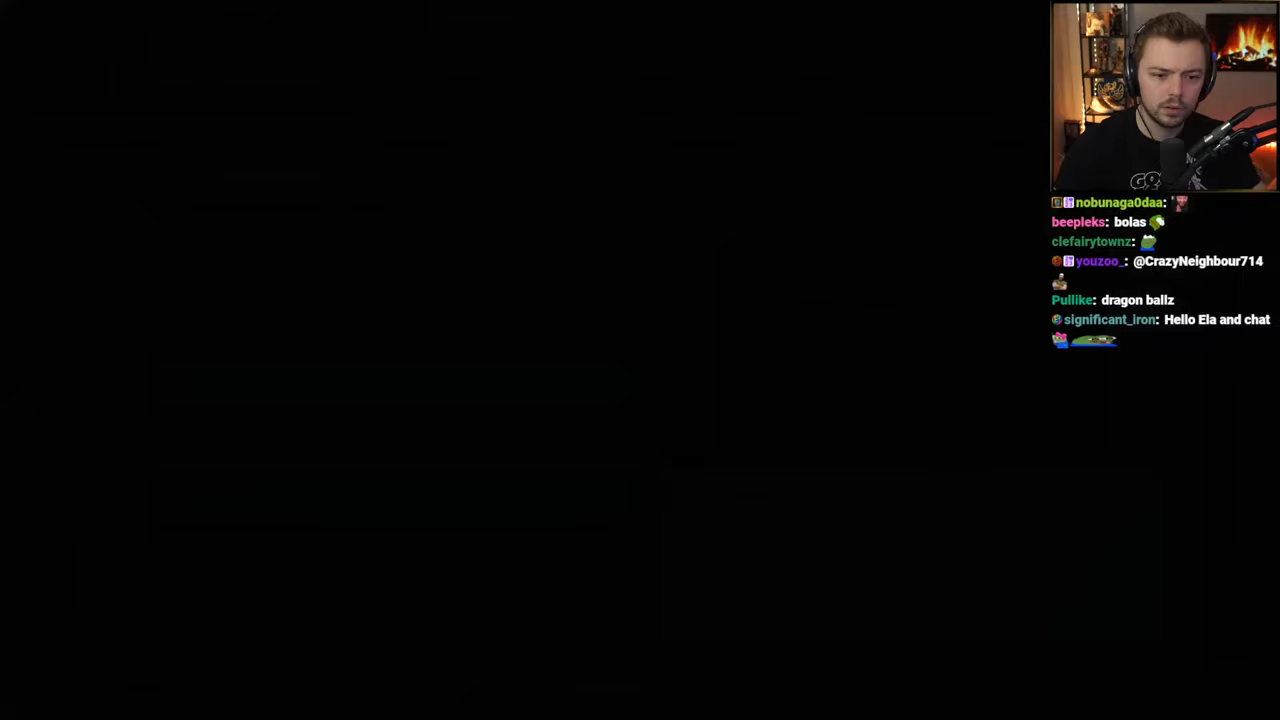 nobunaga0daa:
beepleks: bolas
clefairytownz:
youzoo_: @CrazyNeighbour714
Pullike: dragon ballz
significant_iron: Hello Ela and chat